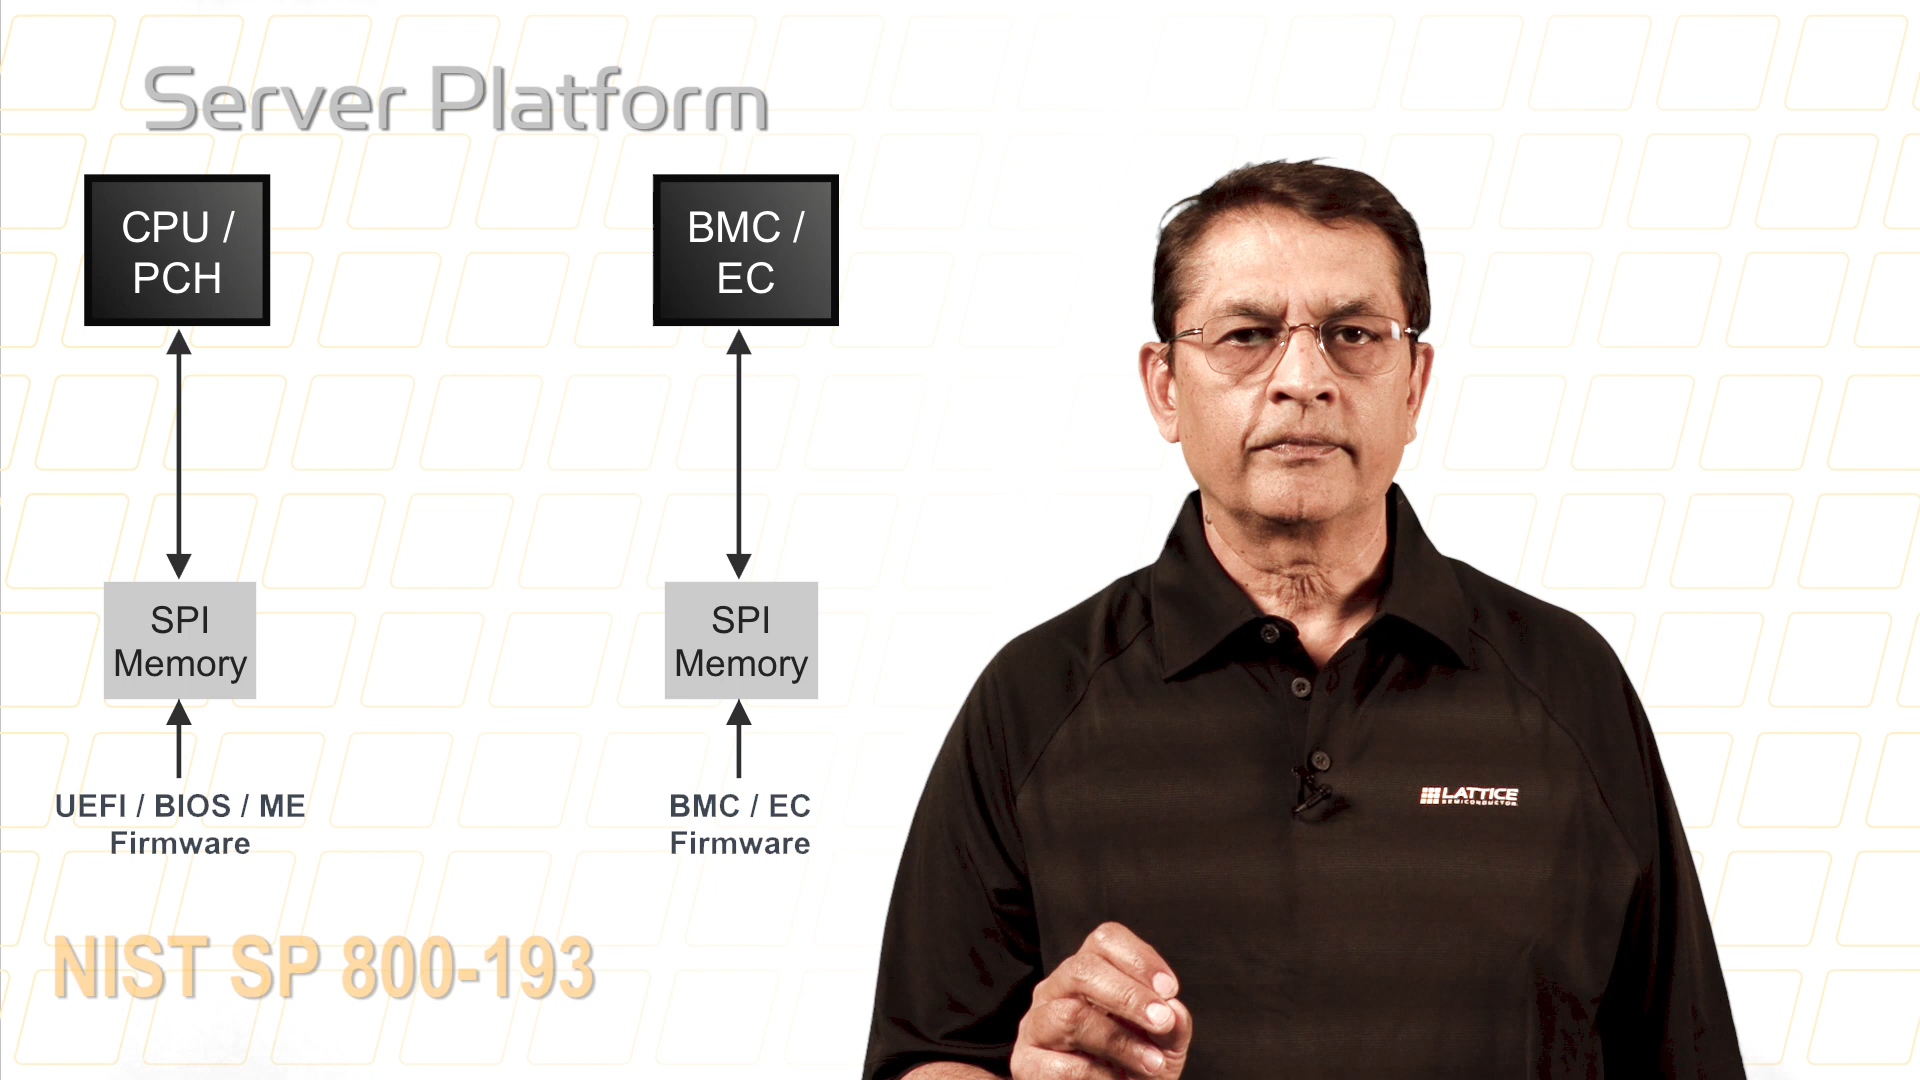 Server Platform
CPU /
PCH
BMC /
EC
SPI
Memory
SPI
Memory
UEFI / BIOS / ME
Firmware
BMC / EC
Firmware
NIST SP 800-193
LATTICE
SEMICONDUCTOR